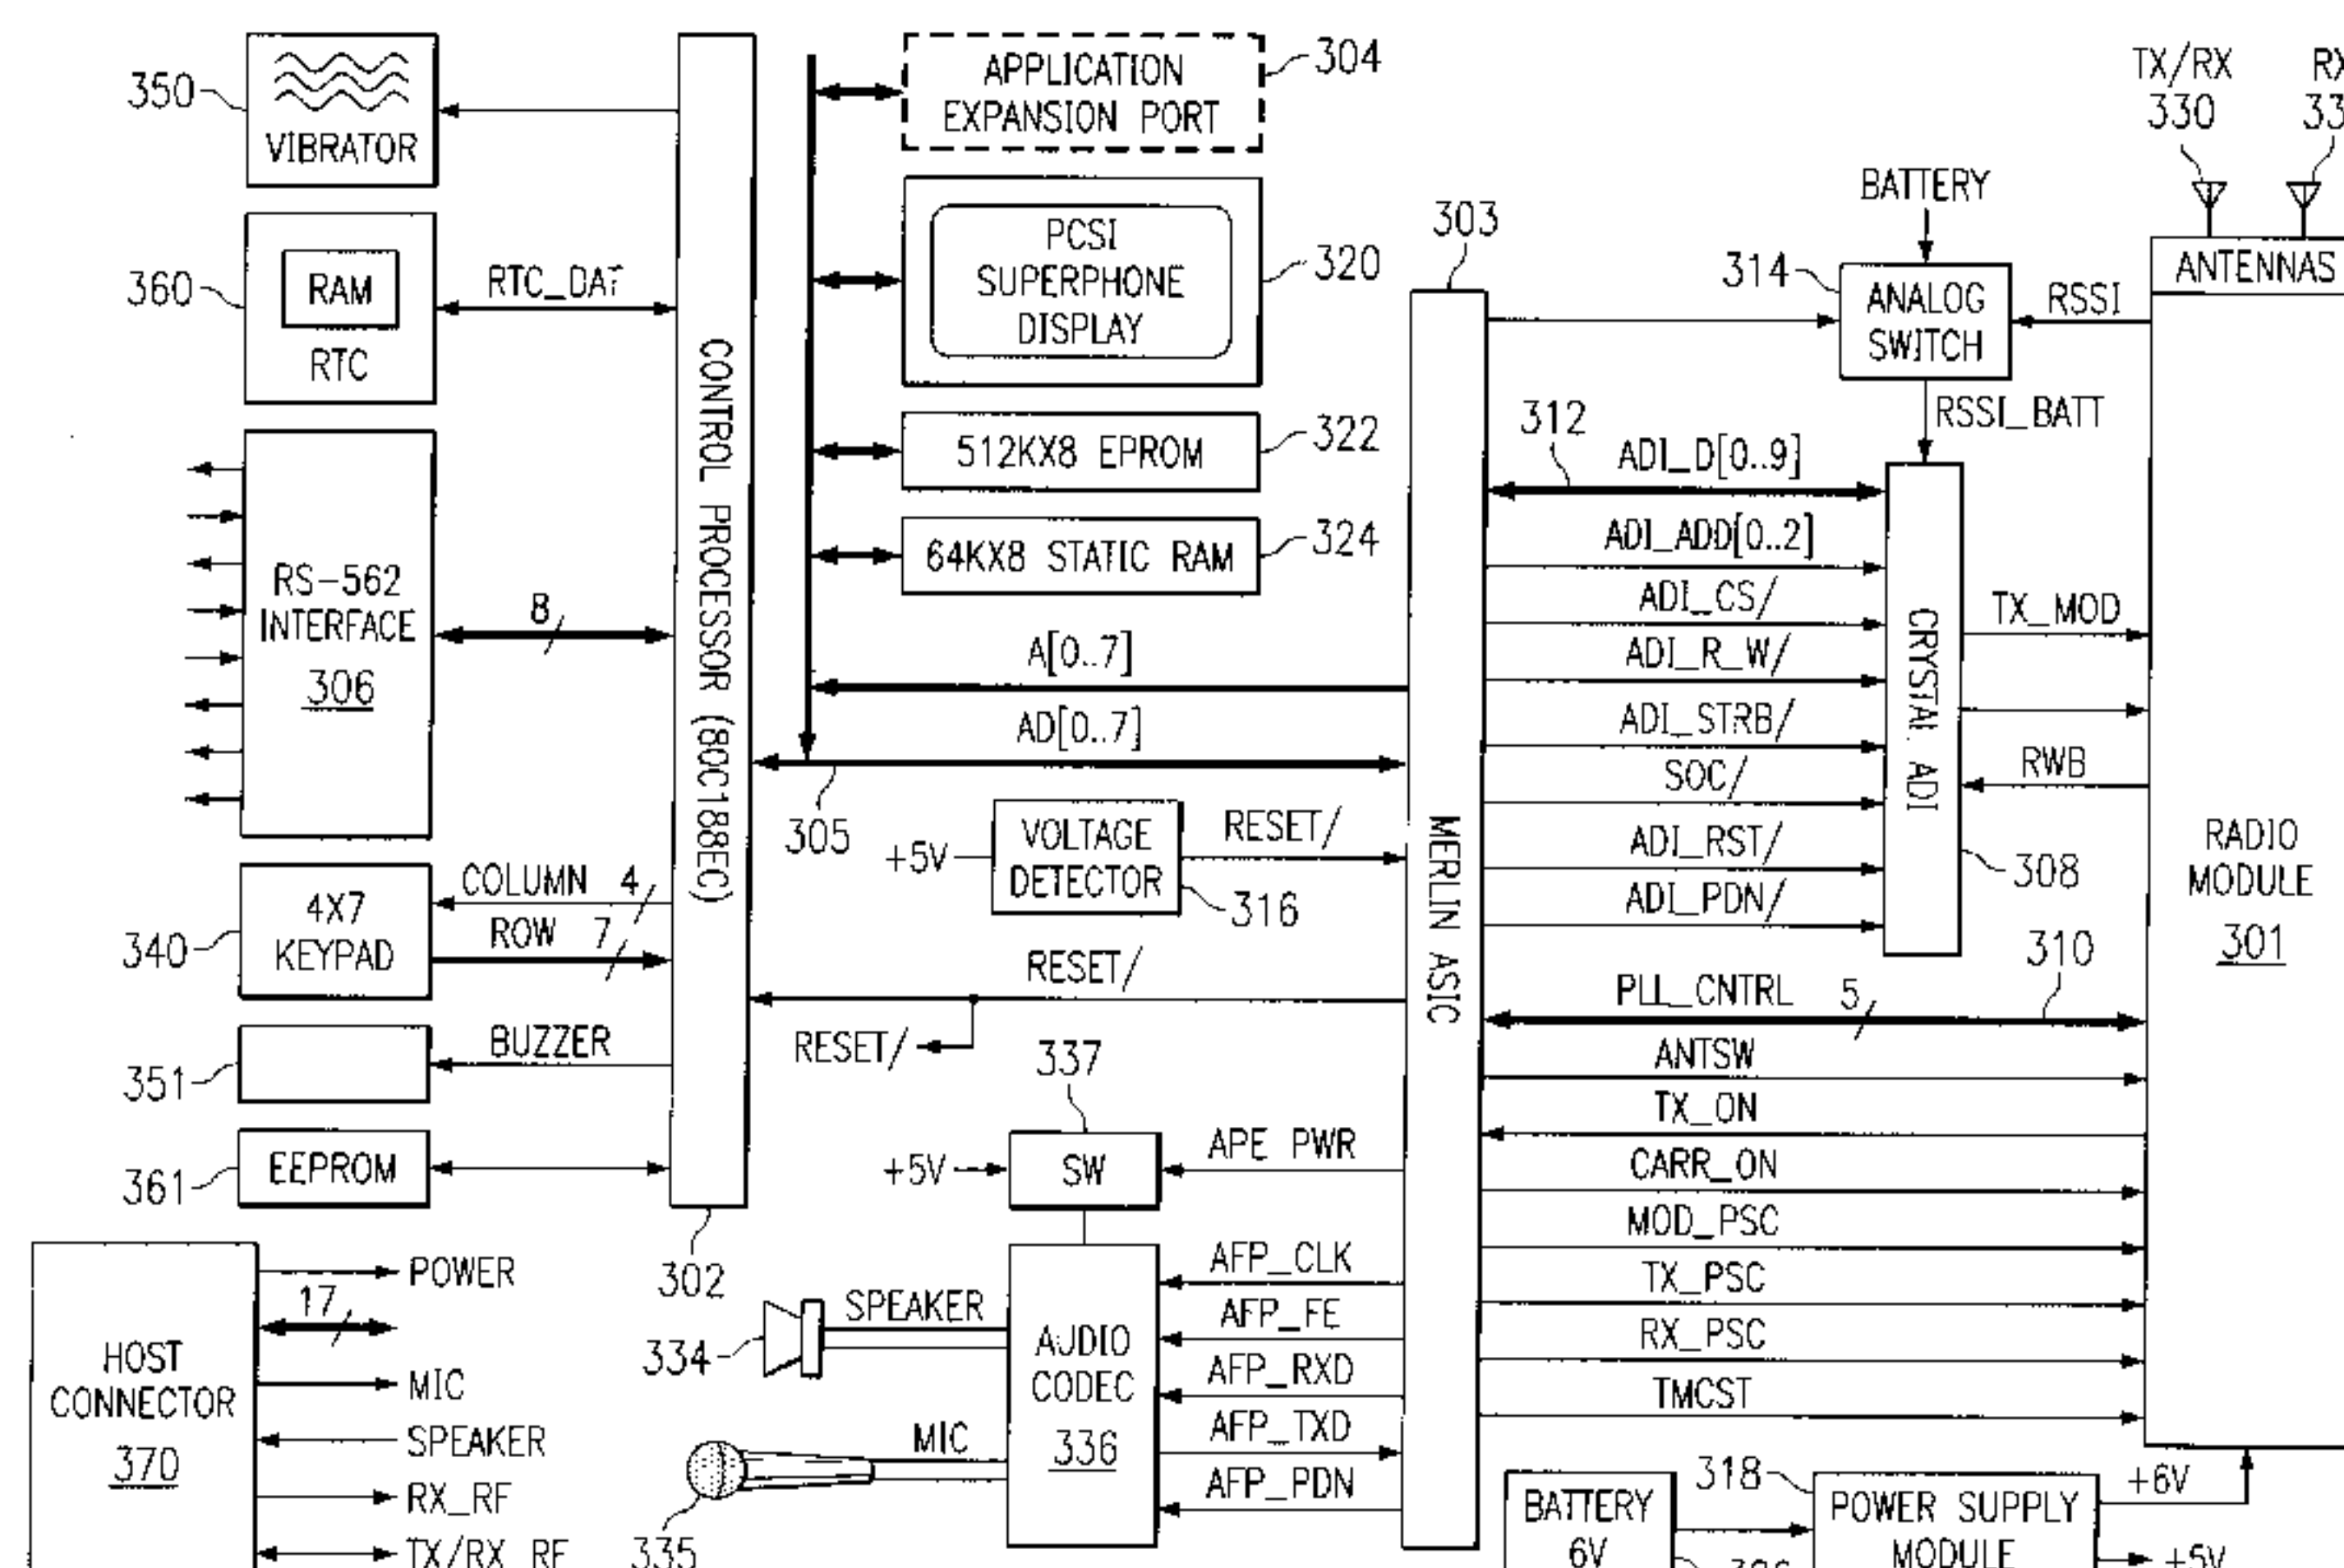 350
VIBRATOR
360
RAM
RTC
RTC_DAT
RS-562
INTERFACE
306
8
COLUMN 4
ROW 7
4X7
KEYPAD
340
351
BUZZER
361
EEPROM
CONTROL PROCESSOR (80C188EC)
302
APPLICATION
EXPANSION PORT
304
PCSI
SUPERPHONE
DISPLAY
320
512KX8 EPROM
322
64KX8 STATIC RAM
324
A[0..7]
AD[0..7]
305
+5V
VOLTAGE
DETECTOR
316
RESET/
RESET/
RESET/
337
+5V
SW
APE PWR
AFP_CLK
AFP_FE
AFP_RXD
AFP_TXD
AFP_PDN
AUDIO
CODEC
336
SPEAKER
334
MIC
335
HOST
CONNECTOR
370
POWER
17
MIC
SPEAKER
RX_RF
TX/RX_RF
303
MERLIN ASIC
BATTERY
314
ANALOG
SWITCH
RSSI
RSSI_BATT
312
ADI_D[0..9]
ADI_ADD[0..2]
ADI_CS/
ADI_R_W/
ADI_STRB/
SOC/
ADI_RST/
ADI_PDN/
CRYSTAL ADI
308
TX_MOD
RWB
310
PLL_CNTRL 5
ANTSW
TX_ON
CARR_ON
MOD_PSC
TX_PSC
RX_PSC
TMCST
TX/RX
330
ANTENNAS
RADIO
MODULE
301
BATTERY
6V
318
POWER SUPPLY
MODULE
+6V
+5V